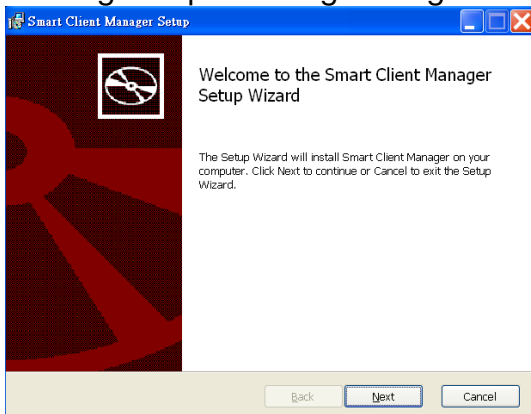 Smart Client Manager Setup
Welcome to the Smart Client Manager
Setup Wizard
The Setup Wizard will install Smart Client Manager on your
computer. Click Next to continue or Cancel to exit the Setup
Wizard.
Back
Next
Cancel